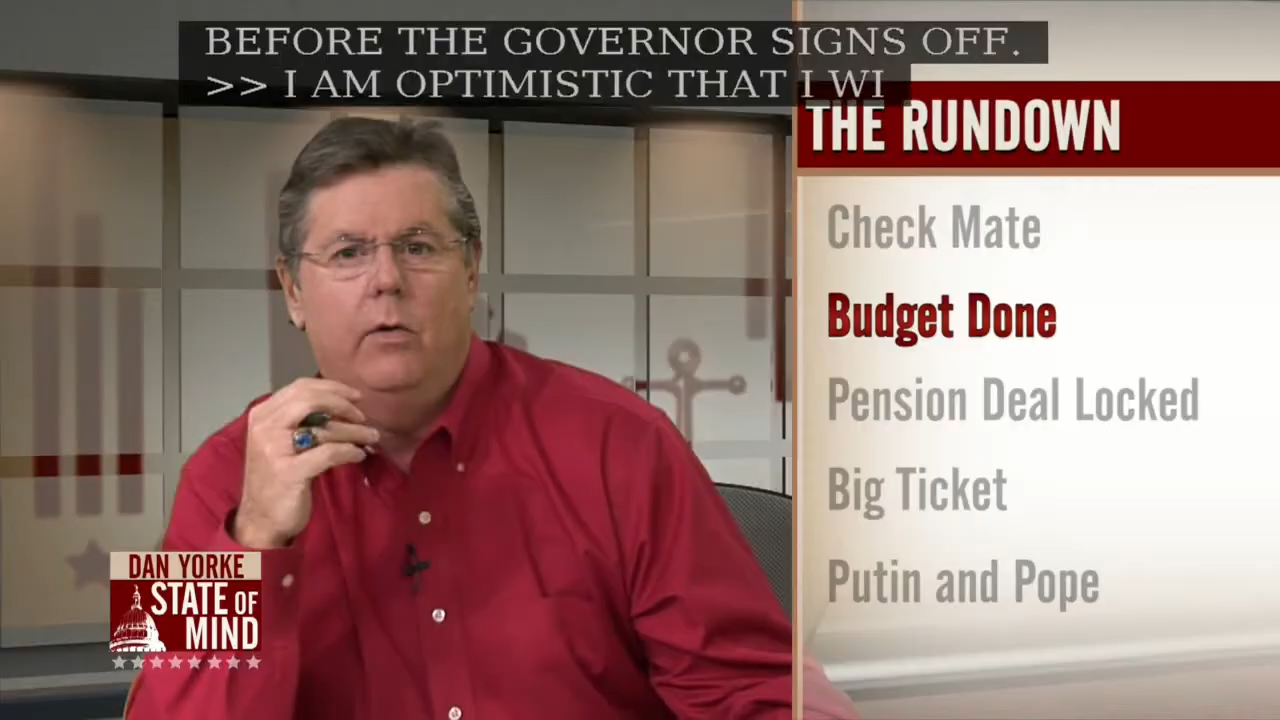 BEFORE THE GOVERNOR SIGNS OFF.
>> I AM OPTIMISTIC THAT I WI
THE RUNDOWN
Check Mate
Budget Done
Pension Deal Locked
Big Ticket
Putin and Pope
DAN YORKE
STATE OF
MIND